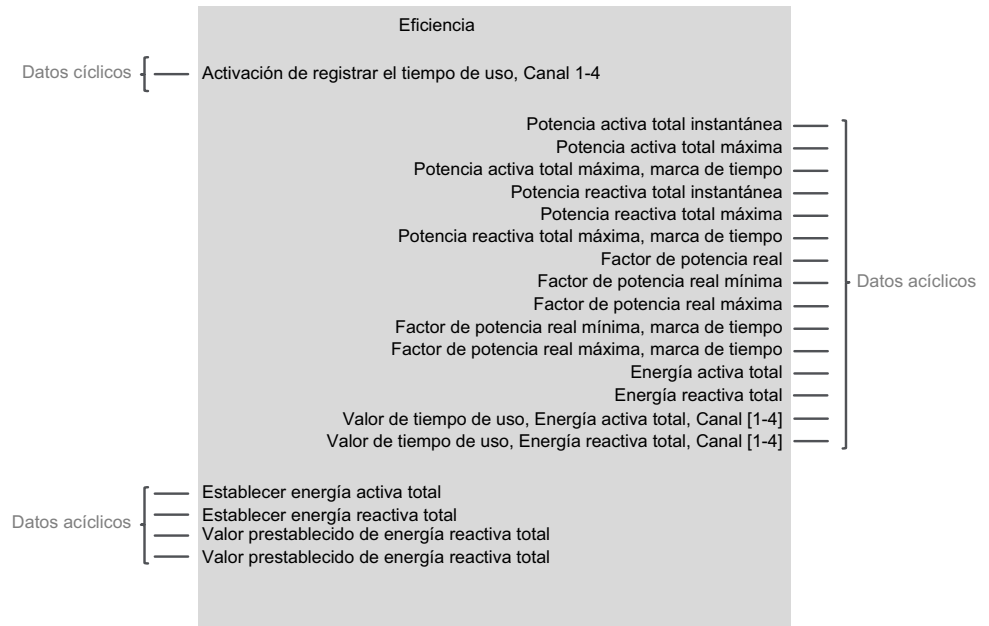 Eficiencia
Datos cíclicos
Activación de registrar el tiempo de uso, Canal 1-4
Potencia activa total instantánea
Potencia activa total máxima
Potencia activa total máxima, marca de tiempo
Potencia reactiva total instantánea
Potencia reactiva total máxima
Potencia reactiva total máxima, marca de tiempo
Factor de potencia real
Factor de potencia real mínima
Datos acíclicos
Factor de potencia real máxima
Factor de potencia real mínima, marca de tiempo
Factor de potencia real máxima, marca de tiempo
Energía activa total
Energía reactiva total
Valor de tiempo de uso, Energía activa total, Canal [1-4]
Valor de tiempo de uso, Energía reactiva total, Canal [1-4]
Establecer energía activa total
Establecer energía reactiva total
Datos acíclicos
Valor prestablecido de energía reactiva total
Valor prestablecido de energía reactiva total